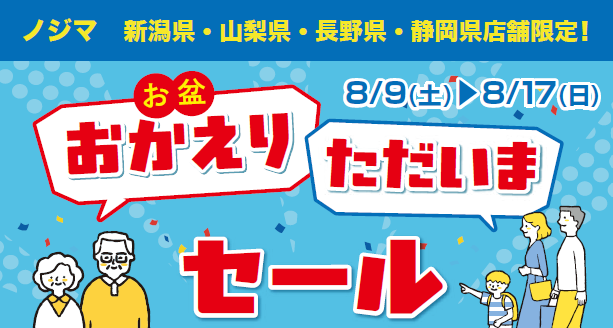 ノジマ　新潟県・山梨県・長野県・静岡県店舗限定!
お盆
8/9(土)▶8/17(日)
おかえり
ただいま
セール